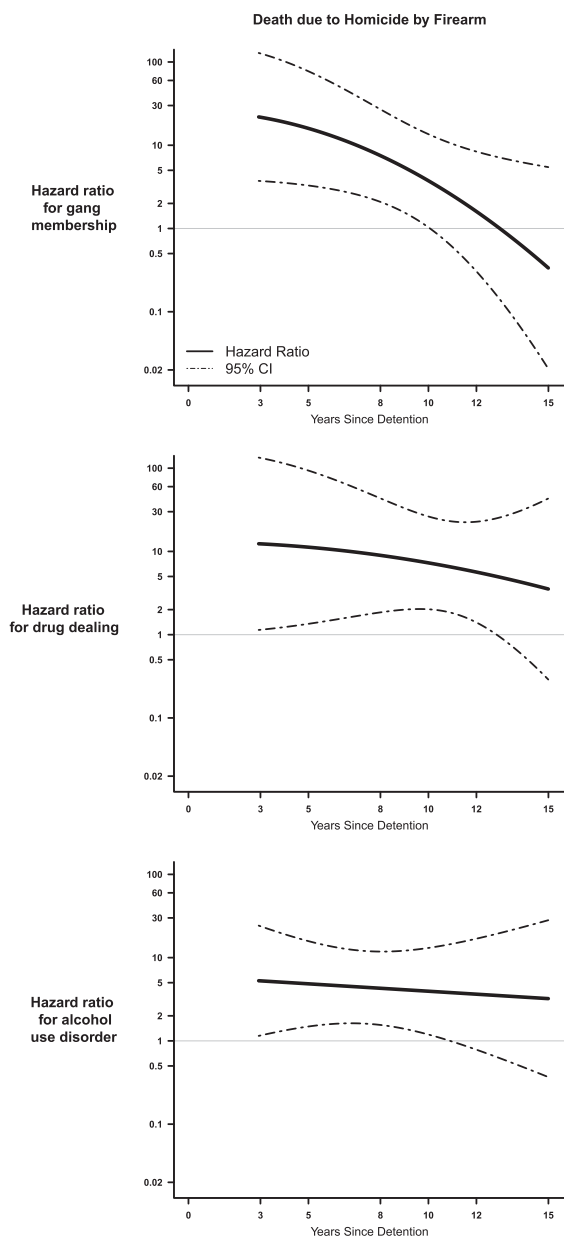 Death due to Homicide by Firearm
100
60
30
10
5
2
1
0.5
0.1
0.02
Hazard ratio
for gang
membership
Hazard Ratio
95% CI
0 3 5 8 10 12 15
Years Since Detention
100
60
30
10
5
2
1
0.5
0.1
0.02
Hazard ratio
for drug dealing
0 3 5 8 10 12 15
Years Since Detention
100
60
30
10
5
2
1
0.5
0.1
0.02
Hazard ratio
for alcohol
use disorder
0 3 5 8 10 12 15
Years Since Detention